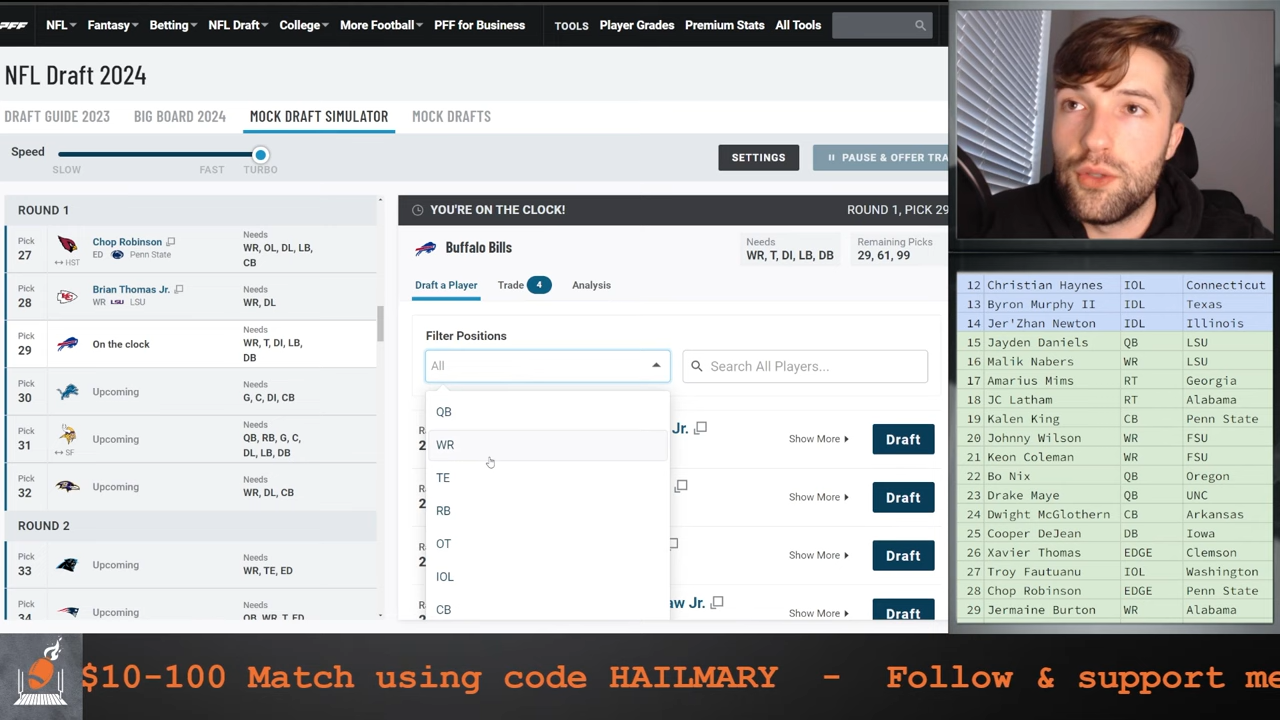 PFF NFL Fantasy Betting NFL Draft College More Football PFF for Business TOOLS Player Grades Premium Stats All Tools
NFL Draft 2024
DRAFT GUIDE 2023 BIG BOARD 2024 MOCK DRAFT SIMULATOR MOCK DRAFTS
Speed
SLOW FAST TURBO
SETTINGS
PAUSE & OFFER TRA
ROUND 1
Pick 27
Chop Robinson
ED Penn State
↔ HST
Needs
WR, OL, DL, LB,
CB
Pick 28
Brian Thomas Jr.
WR LSU LSU
Needs
WR, DL
Pick 29
On the clock
Needs
WR, T, DI, LB,
DB
Pick 30
Upcoming
Needs
G, C, DI, CB
Pick 31
Upcoming
↔ SF
Needs
QB, RB, G, C,
DL, LB, DB
Pick 32
Upcoming
Needs
WR, DL, CB
ROUND 2
Pick 33
Upcoming
Needs
WR, TE, ED
Pick 34
Upcoming
Needs
QB, WR, T, ED
YOU'RE ON THE CLOCK! ROUND 1, PICK 29
Buffalo Bills
Needs
WR, T, DI, LB, DB
Remaining Picks
29, 61, 99
Draft a Player Trade 4 Analysis
Filter Positions
All
Search All Players...
QB
WR
TE
RB
OT
IOL
CB
Jr. Show More Draft
Show More Draft
Show More Draft
aw Jr. Show More Draft
12 Christian Haynes IOL Connecticut
13 Byron Murphy II IDL Texas
14 Jer'Zhan Newton IDL Illinois
15 Jayden Daniels QB LSU
16 Malik Nabers WR LSU
17 Amarius Mims RT Georgia
18 JC Latham RT Alabama
19 Kalen King CB Penn State
20 Johnny Wilson WR FSU
21 Keon Coleman WR FSU
22 Bo Nix QB Oregon
23 Drake Maye QB UNC
24 Dwight McGlothern CB Arkansas
25 Cooper DeJean DB Iowa
26 Xavier Thomas EDGE Clemson
27 Troy Fautuanu IOL Washington
28 Chop Robinson EDGE Penn State
29 Jermaine Burton WR Alabama
$10-100 Match using code HAILMARY - Follow & support me